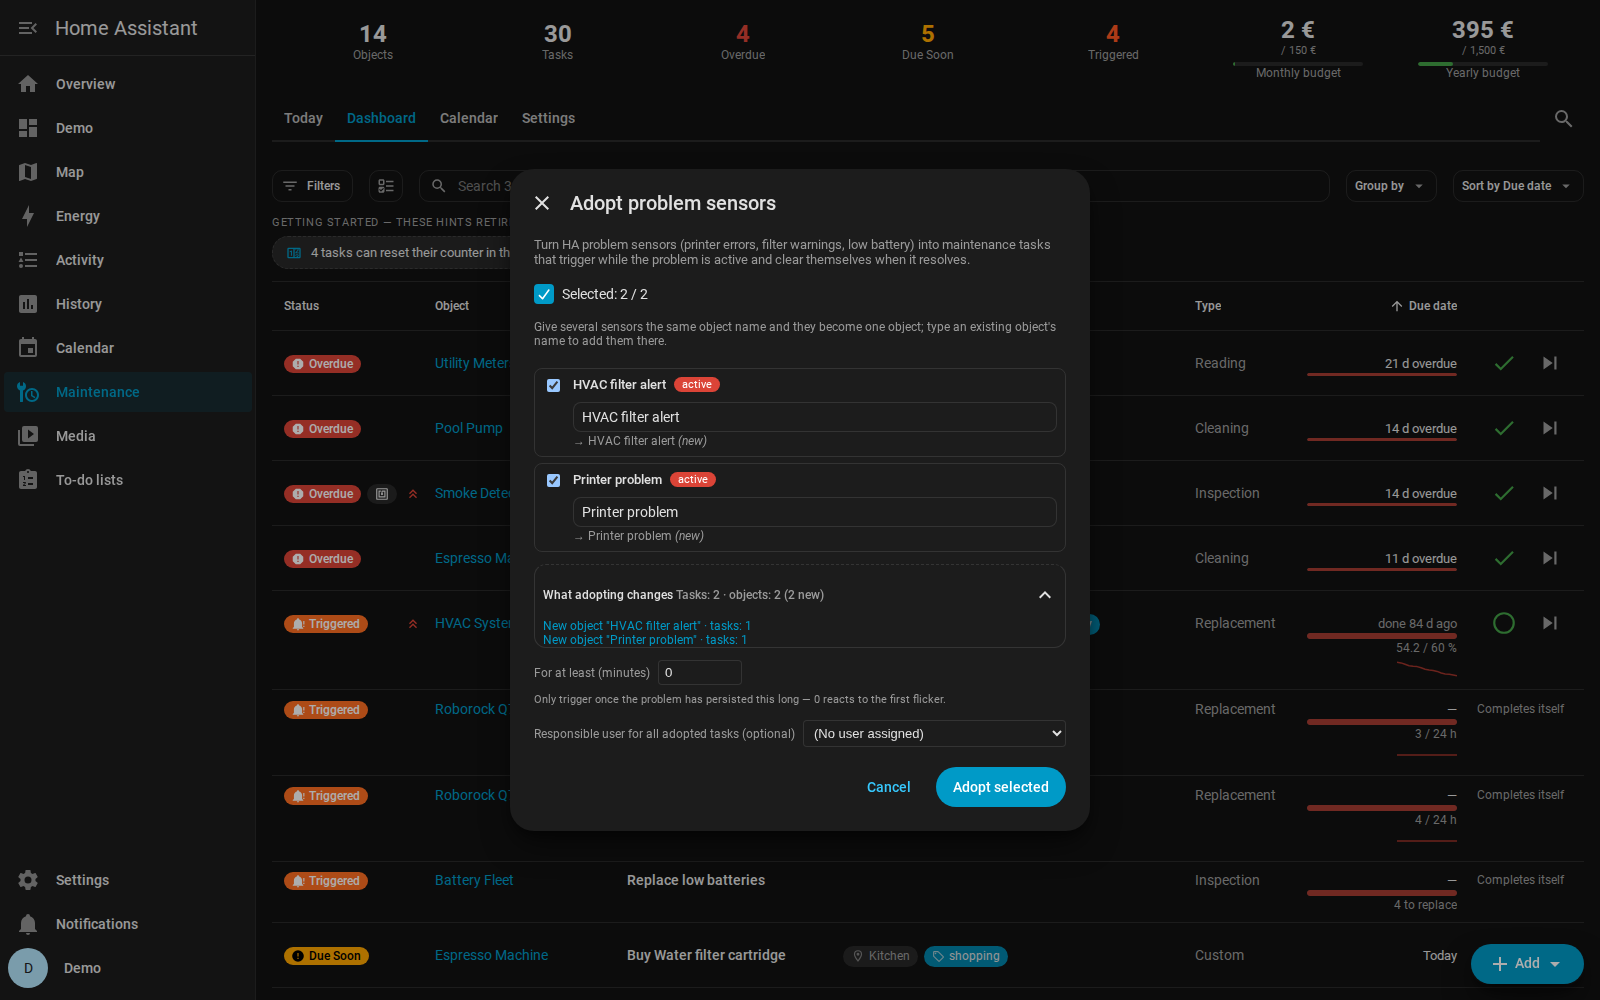 Home Assistant
Overview
Demo
Map
Energy
Activity
History
Calendar
Maintenance
Media
To-do lists
Settings
Notifications
D
Demo
14
Objects
30
Tasks
4
Overdue
5
Due Soon
4
Triggered
2 €
/ 150 €
Monthly budget
395 €
/ 1,500 €
Yearly budget
Today
Dashboard
Calendar
Settings
Filters
Search 3
Group by
Sort by Due date
GETTING STARTED — THESE HINTS RETIR
4 tasks can reset their counter in th
Status
Object
Type
Due date
Overdue
Utility Meter
Reading
21 d overdue
Overdue
Pool Pump
Cleaning
14 d overdue
Overdue
Smoke Dete
Inspection
14 d overdue
Overdue
Espresso Ma
Cleaning
11 d overdue
Triggered
HVAC System
Replacement
done 84 d ago
54.2 / 60 %
Triggered
Roborock Q
Replacement
—
3 / 24 h
Completes itself
Triggered
Roborock Q
Replacement
—
4 / 24 h
Completes itself
Triggered
Battery Fleet
Replace low batteries
Inspection
—
4 to replace
Completes itself
Due Soon
Espresso Machine
Buy Water filter cartridge
Kitchen
shopping
Custom
Today
Add
Adopt problem sensors
Turn HA problem sensors (printer errors, filter warnings, low battery) into maintenance tasks
that trigger while the problem is active and clear themselves when it resolves.
Selected: 2 / 2
Give several sensors the same object name and they become one object; type an existing object's
name to add them there.
HVAC filter alert
active
HVAC filter alert
→ HVAC filter alert (new)
Printer problem
active
Printer problem
→ Printer problem (new)
What adopting changes Tasks: 2 · objects: 2 (2 new)
New object "HVAC filter alert" · tasks: 1
New object "Printer problem" · tasks: 1
For at least (minutes)
0
Only trigger once the problem has persisted this long — 0 reacts to the first flicker.
Responsible user for all adopted tasks (optional)
(No user assigned)
Cancel
Adopt selected